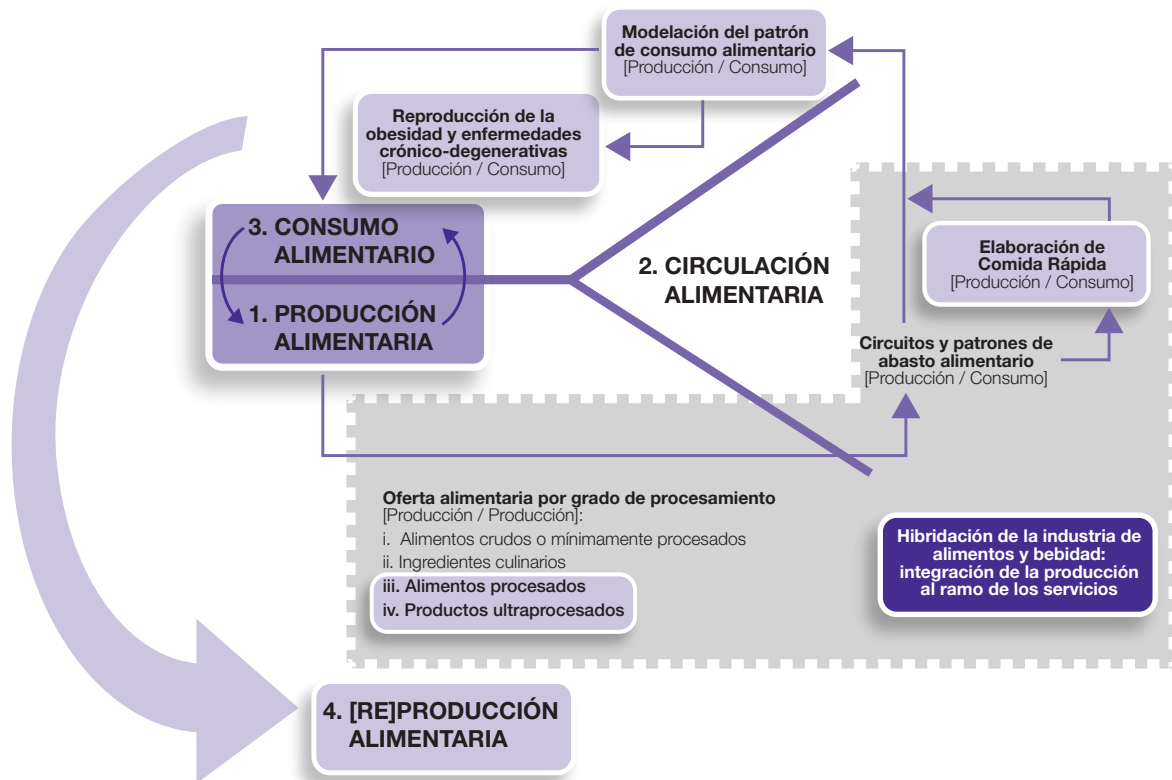 Modelación del patrón
de consumo alimentario
[Producción / Consumo]
Reproducción de la
obesidad y enfermedades
crónico-degenerativas
[Producción / Consumo]
3. CONSUMO
ALIMENTARIO
1. PRODUCCIÓN
ALIMENTARIA
2. CIRCULACIÓN
ALIMENTARIA
Elaboración de
Comida Rápida
[Producción / Consumo]
Circuitos y patrones de
abasto alimentario
[Producción / Consumo]
Oferta alimentaria por grado de procesamiento
[Producción / Producción]:
i. Alimentos crudos o mínimamente procesados
ii. Ingredientes culinarios
iii. Alimentos procesados
iv. Productos ultraprocesados
Hibridación de la industria de
alimentos y bebidad:
integración de la producción
al ramo de los servicios
4. [RE]PRODUCCIÓN
ALIMENTARIA